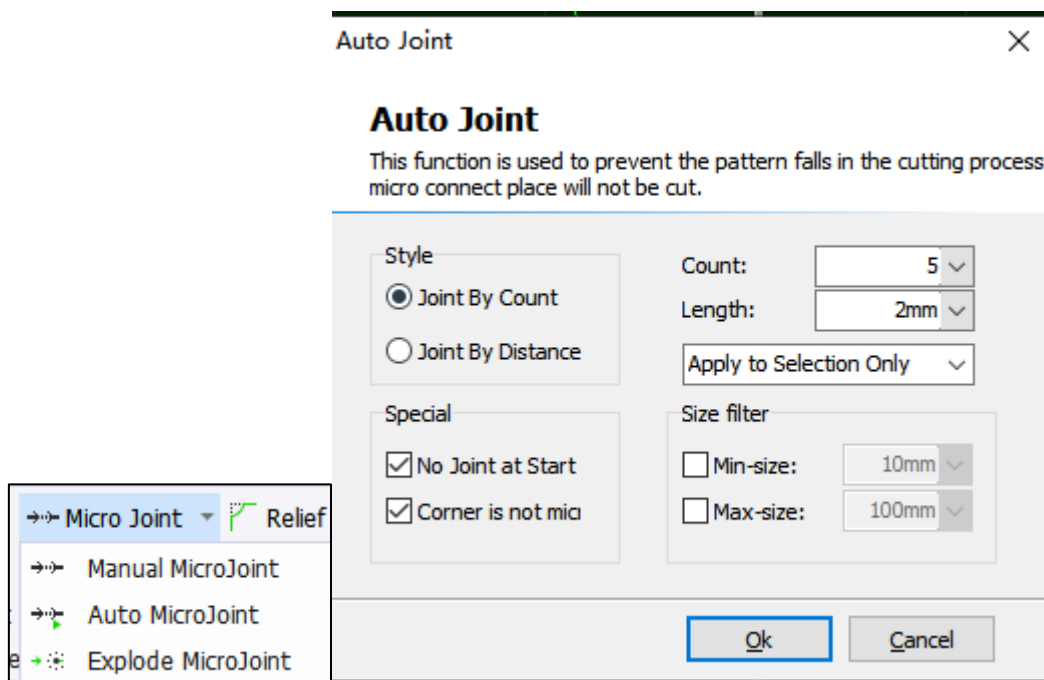 Auto Joint
Auto Joint
This function is used to prevent the pattern falls in the cutting process
micro connect place will not be cut.
Style
Joint By Count
Joint By Distance
Count: 5
Length: 2mm
Apply to Selection Only
Special
No Joint at Start
Corner is not
Size filter
Min-size: 10mm
Max-size: 100mm
Ok Cancel
Micro Joint Relief
Manual MicroJoint
Auto MicroJoint
Explode MicroJoint